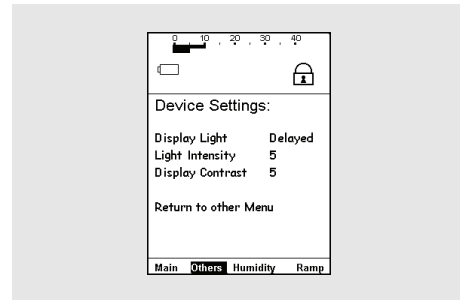 0 10 20 30 40
Device Settings:
Display Light Delayed
Light Intensity 5
Display Contrast 5
Return to other Menu
Main Others Humidity Ramp